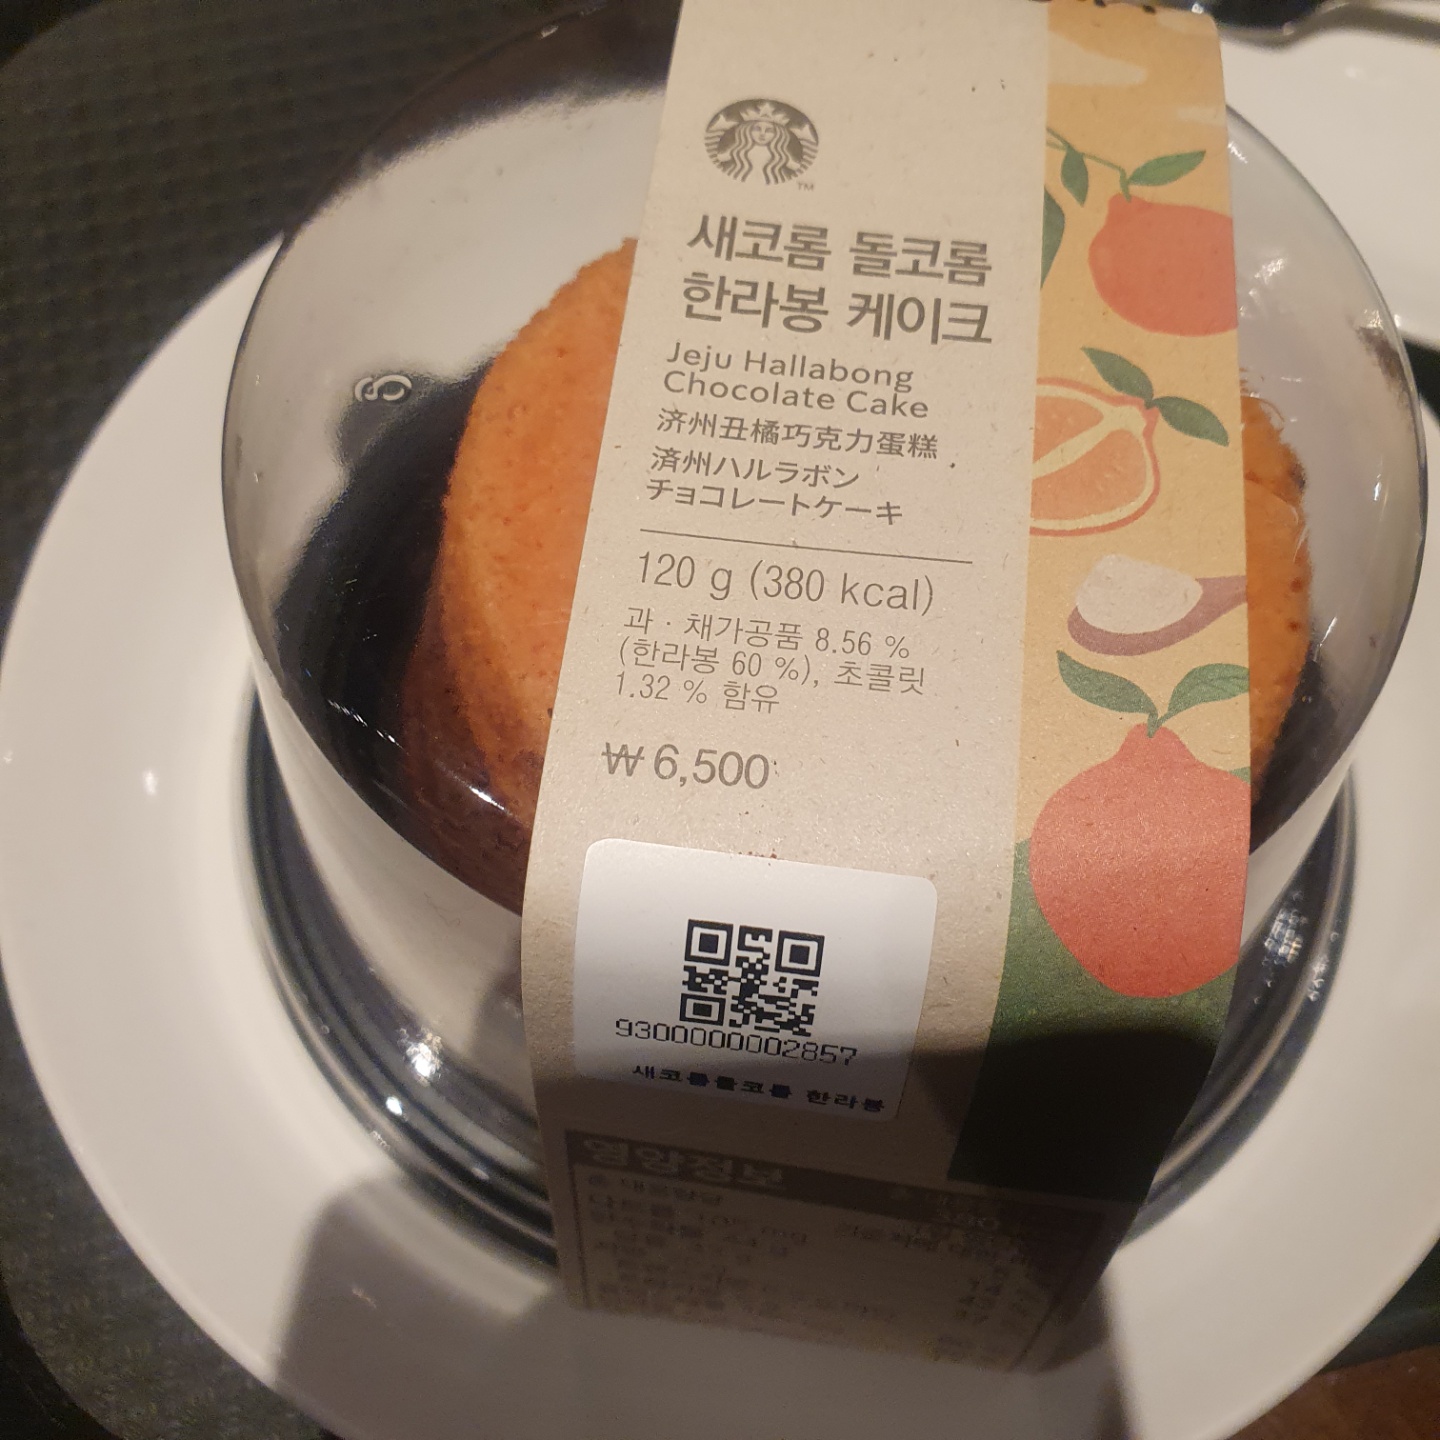 TM
새코롬 돌코롬
한라봉 케이크
Jeju Hallabong
Chocolate Cake
济州丑橘巧克力蛋糕
済州ハルラボン
チョコレートケーキ
120 g (380 kcal)
과 · 채가공품 8.56 %
(한라봉 60 %), 초콜릿
1.32 % 함유
₩6,500
9300000002857
새코롬돌코롬 한라봉
영양정보